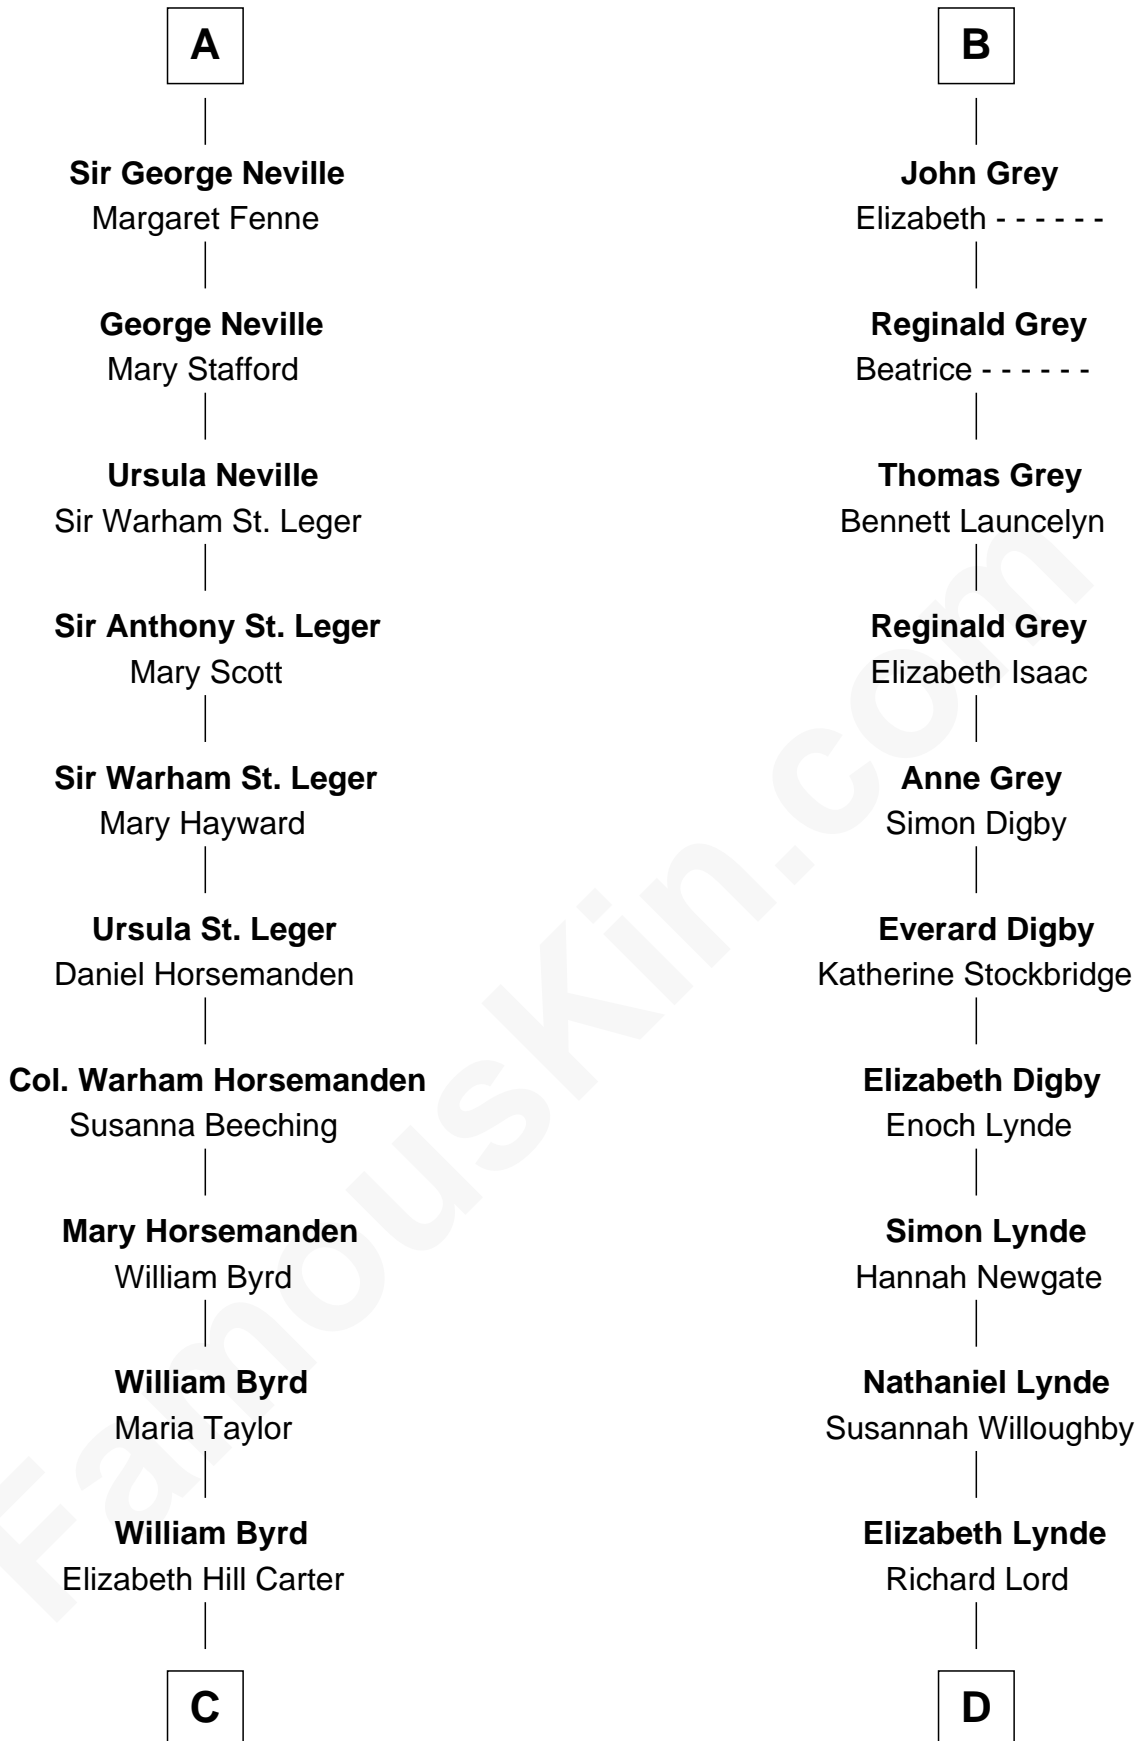 A
Sir George Neville
Margaret Fenne
George Neville
Mary Stafford
Ursula Neville
Sir Warham St. Leger
Sir Anthony St. Leger
Mary Scott
Sir Warham St. Leger
Mary Hayward
Ursula St. Leger
Daniel Horsemanden
Col. Warham Horsemanden
Susanna Beeching
Mary Horsemanden
William Byrd
William Byrd
Maria Taylor
William Byrd
Elizabeth Hill Carter
C
B
John Grey
Elizabeth - - - - - -
Reginald Grey
Beatrice - - - - - -
Thomas Grey
Bennett Launcelyn
Reginald Grey
Elizabeth Isaac
Anne Grey
Simon Digby
Everard Digby
Katherine Stockbridge
Elizabeth Digby
Enoch Lynde
Simon Lynde
Hannah Newgate
Nathaniel Lynde
Susannah Willoughby
Elizabeth Lynde
Richard Lord
D
FamousKin.com